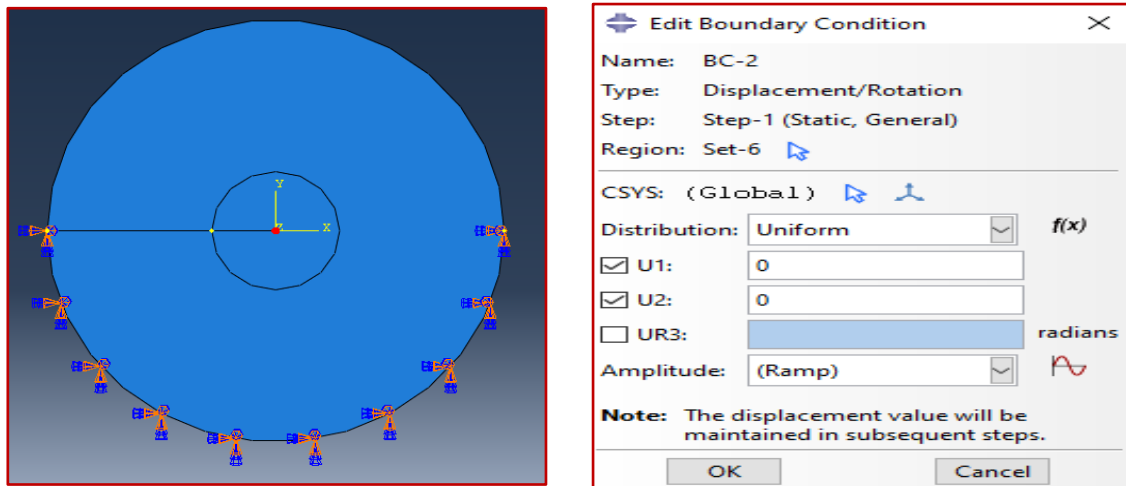 Y
X
Z
Edit Boundary Condition
Name: BC-2
Type: Displacement/Rotation
Step: Step-1 (Static, General)
Region: Set-6
CSYS: (Global)
Distribution: Uniform f(x)
U1: 0
U2: 0
UR3: radians
Amplitude: (Ramp)
Note: The displacement value will be
maintained in subsequent steps.
OK Cancel